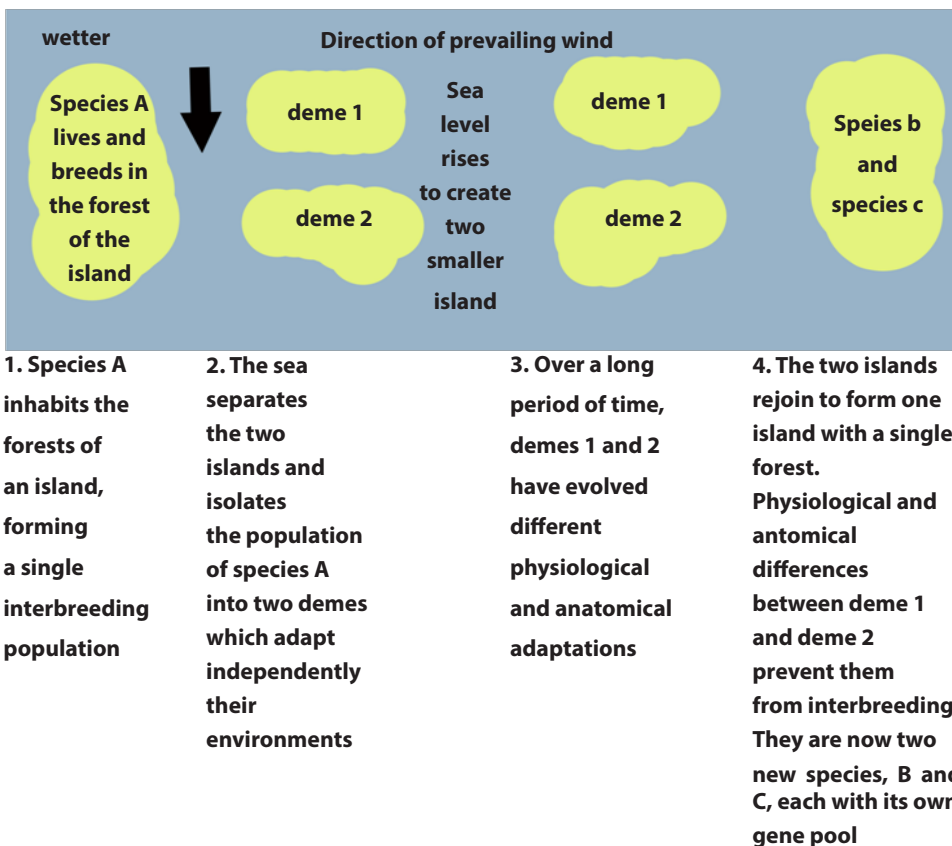 wetter
Direction of prevailing wind
Species A
lives and
breeds in
the forest
of the
island
deme 1
deme 2
Sea
level
rises
to create
two
smaller
island
deme 1
deme 2
Speies b
and
species c
1. Species A
inhabits the
forests of
an island,
forming
a single
interbreeding
population
2. The sea
separates
the two
islands and
isolates
the population
of species A
into two demes
which adapt
independently
their
environments
3. Over a long
period of time,
demes 1 and 2
have evolved
different
physiological
and anatomical
adaptations
4. The two islands
rejoin to form one
island with a single
forest.
Physiological and
antomical
differences
between deme 1
and deme 2
prevent them
from interbreeding
They are now two
new species, B and
C, each with its own
gene pool